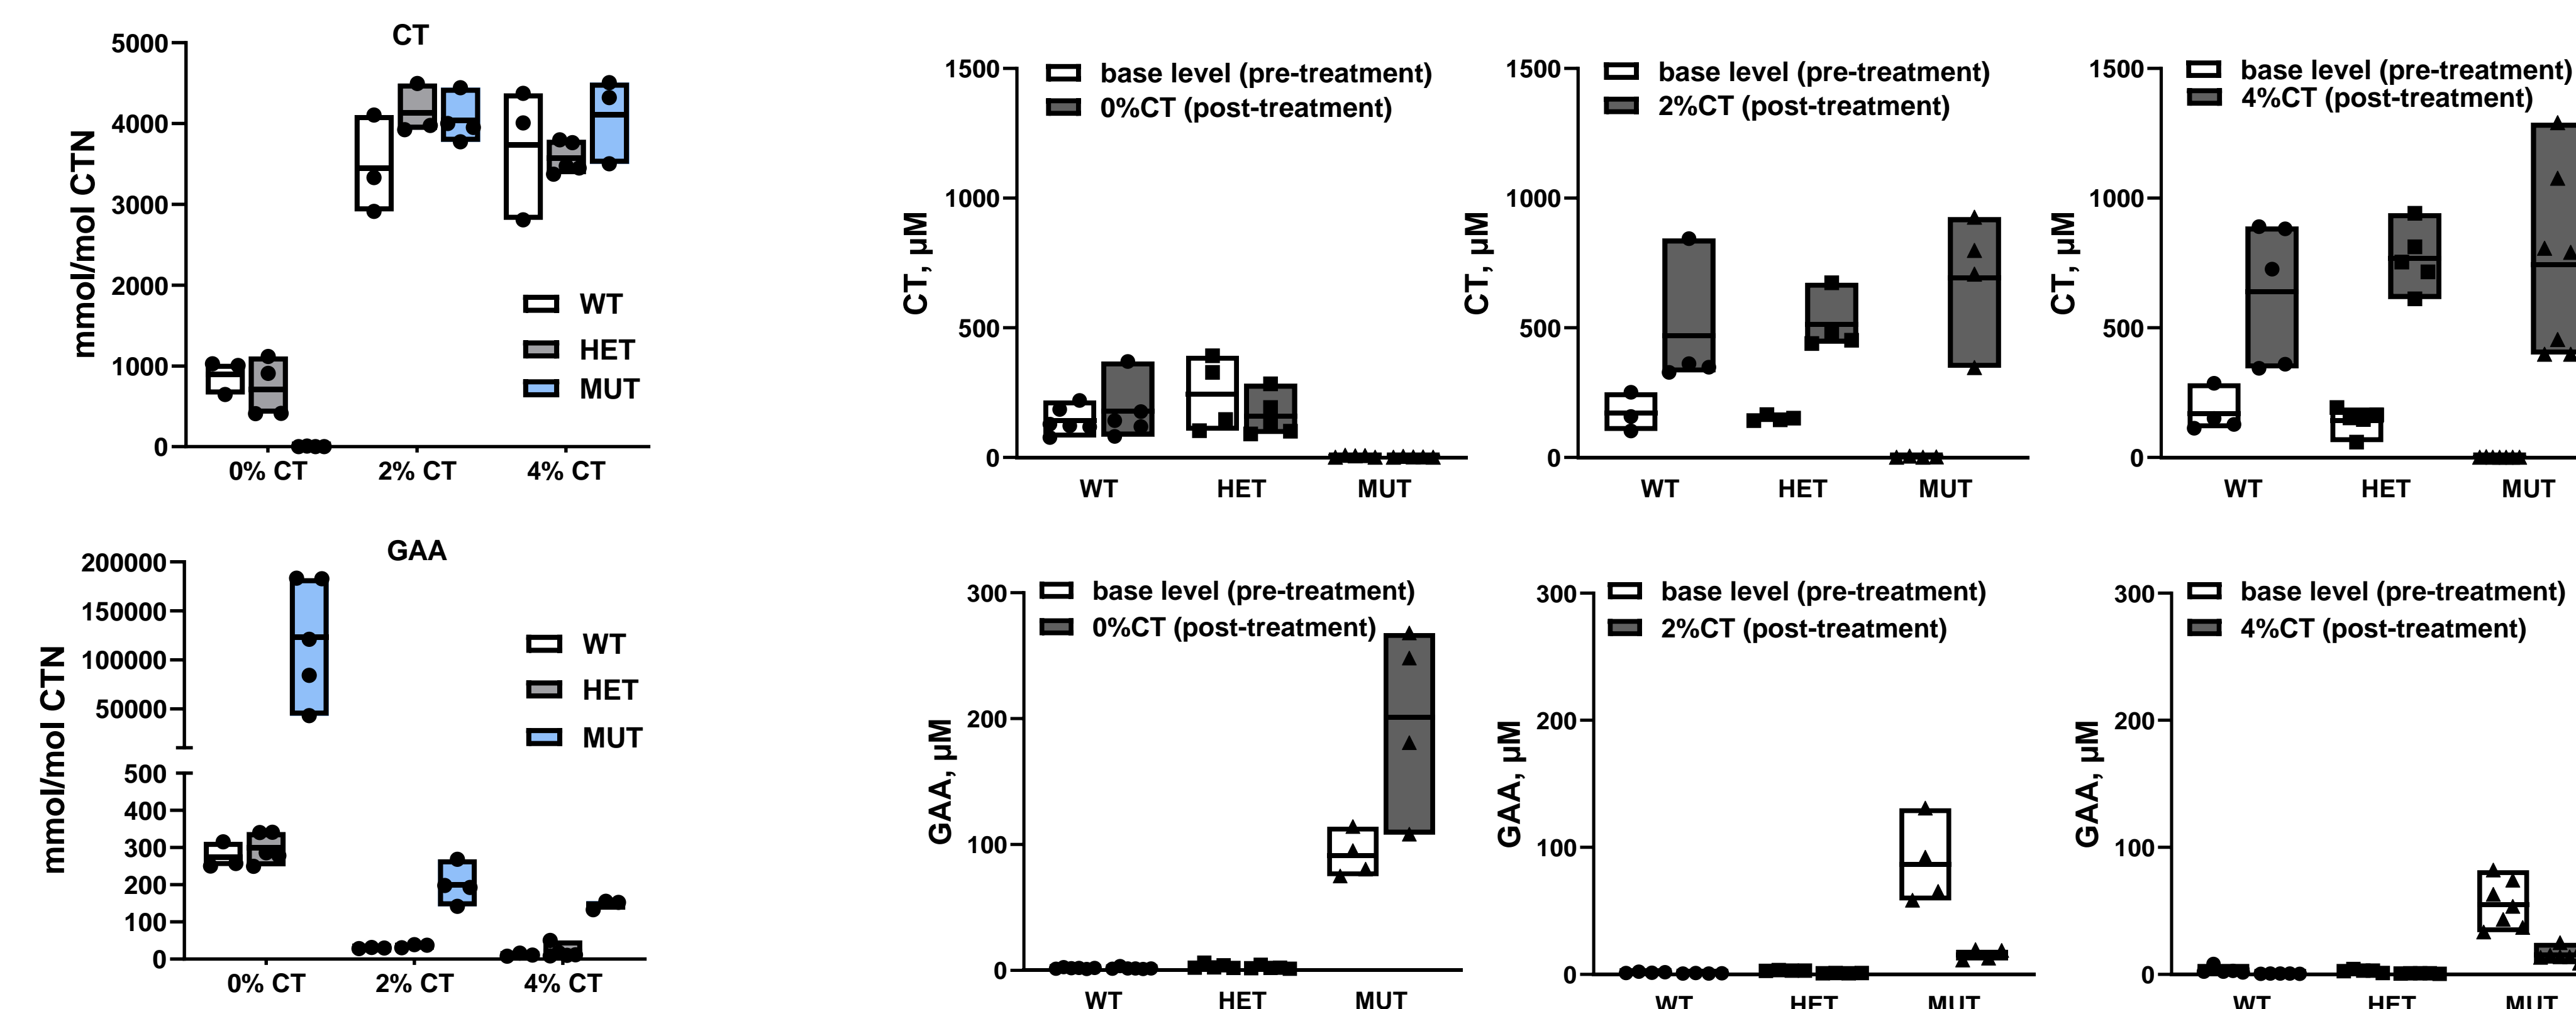 CT
5000
4000
3000
2000
1000
0
mmol/mol CTN
WT
HET
MUT
0% CT
2% CT
4% CT
1500
1000
500
0
CT, µM
base level (pre-treatment)
0%CT (post-treatment)
WT
HET
MUT
1500
1000
500
0
CT, µM
base level (pre-treatment)
2%CT (post-treatment)
WT
HET
MUT
1500
1000
500
0
CT, µM
base level (pre-treatment)
4%CT (post-treatment)
WT
HET
MUT
GAA
200000
150000
100000
50000
500
400
300
200
100
0
mmol/mol CTN
WT
HET
MUT
0% CT
2% CT
4% CT
300
200
100
0
GAA, µM
base level (pre-treatment)
0%CT (post-treatment)
WT
HET
MUT
300
200
100
0
GAA, µM
base level (pre-treatment)
2%CT (post-treatment)
WT
HET
MUT
300
200
100
0
GAA, µM
base level (pre-treatment)
4%CT (post-treatment)
WT
HET
MUT